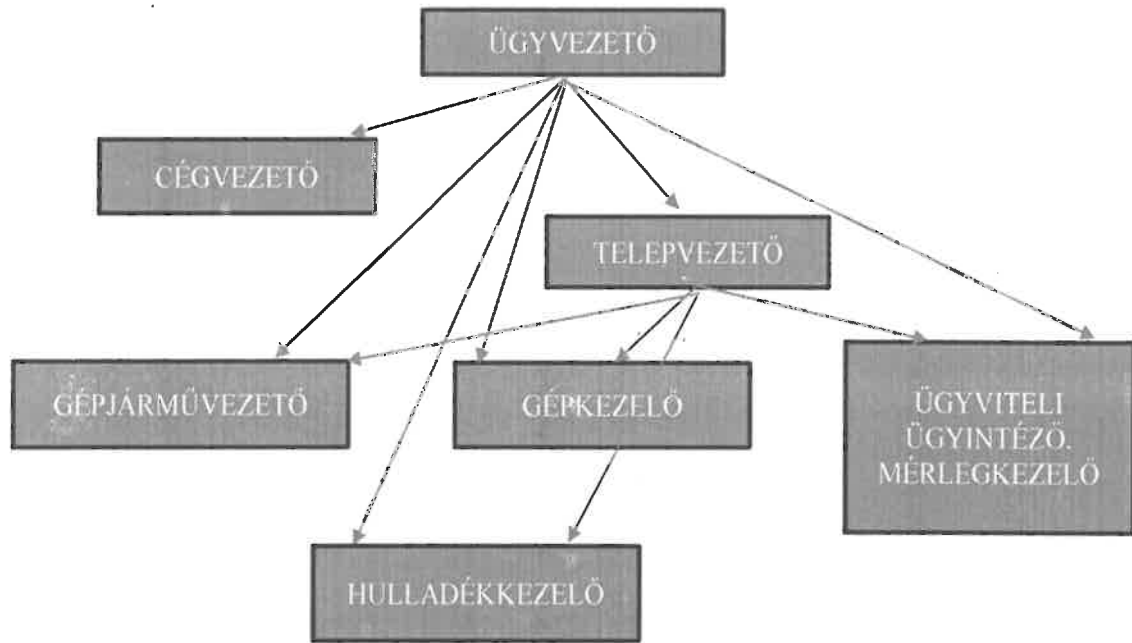 ÜGYVEZETŐ
CÉGVEZETŐ
TELEPVEZETŐ
GÉPJÁRMŰVEZETŐ
GÉPKEZELŐ
ÜGYVITELI
ÜGYINTÉZŐ.
MÉRLEGKEZELŐ
HULLADÉKKEZELŐ